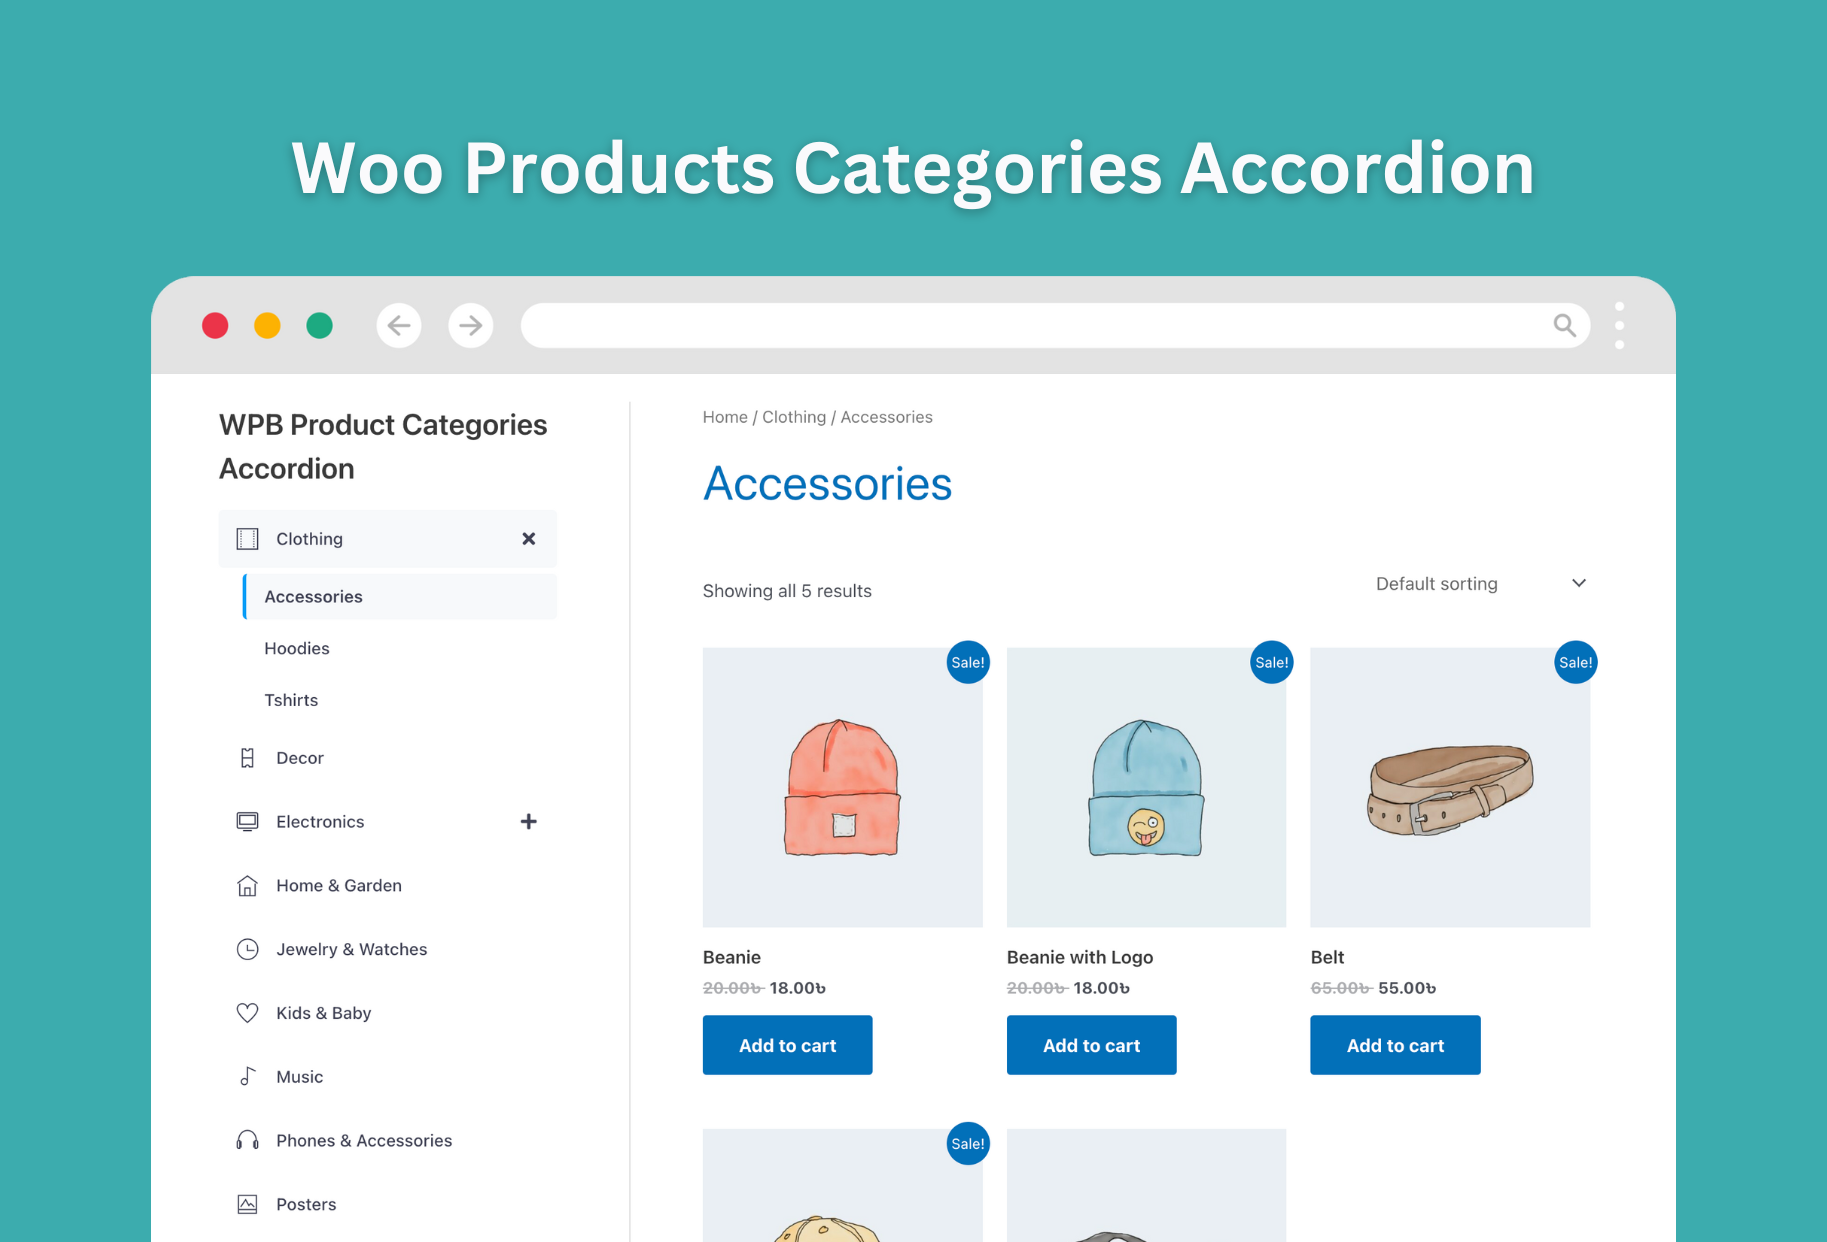 Woo Products Categories Accordion
WPB Product Categories
Accordion
Clothing
Accessories
Hoodies
Tshirts
Decor
Electronics
Home & Garden
Jewelry & Watches
Kids & Baby
Music
Phones & Accessories
Posters
Home / Clothing / Accessories
Accessories
Showing all 5 results
Default sorting
Sale!
Sale!
Sale!
Beanie
20.00৳ 18.00৳
Add to cart
Beanie with Logo
20.00৳ 18.00৳
Add to cart
Belt
65.00৳ 55.00৳
Add to cart
Sale!